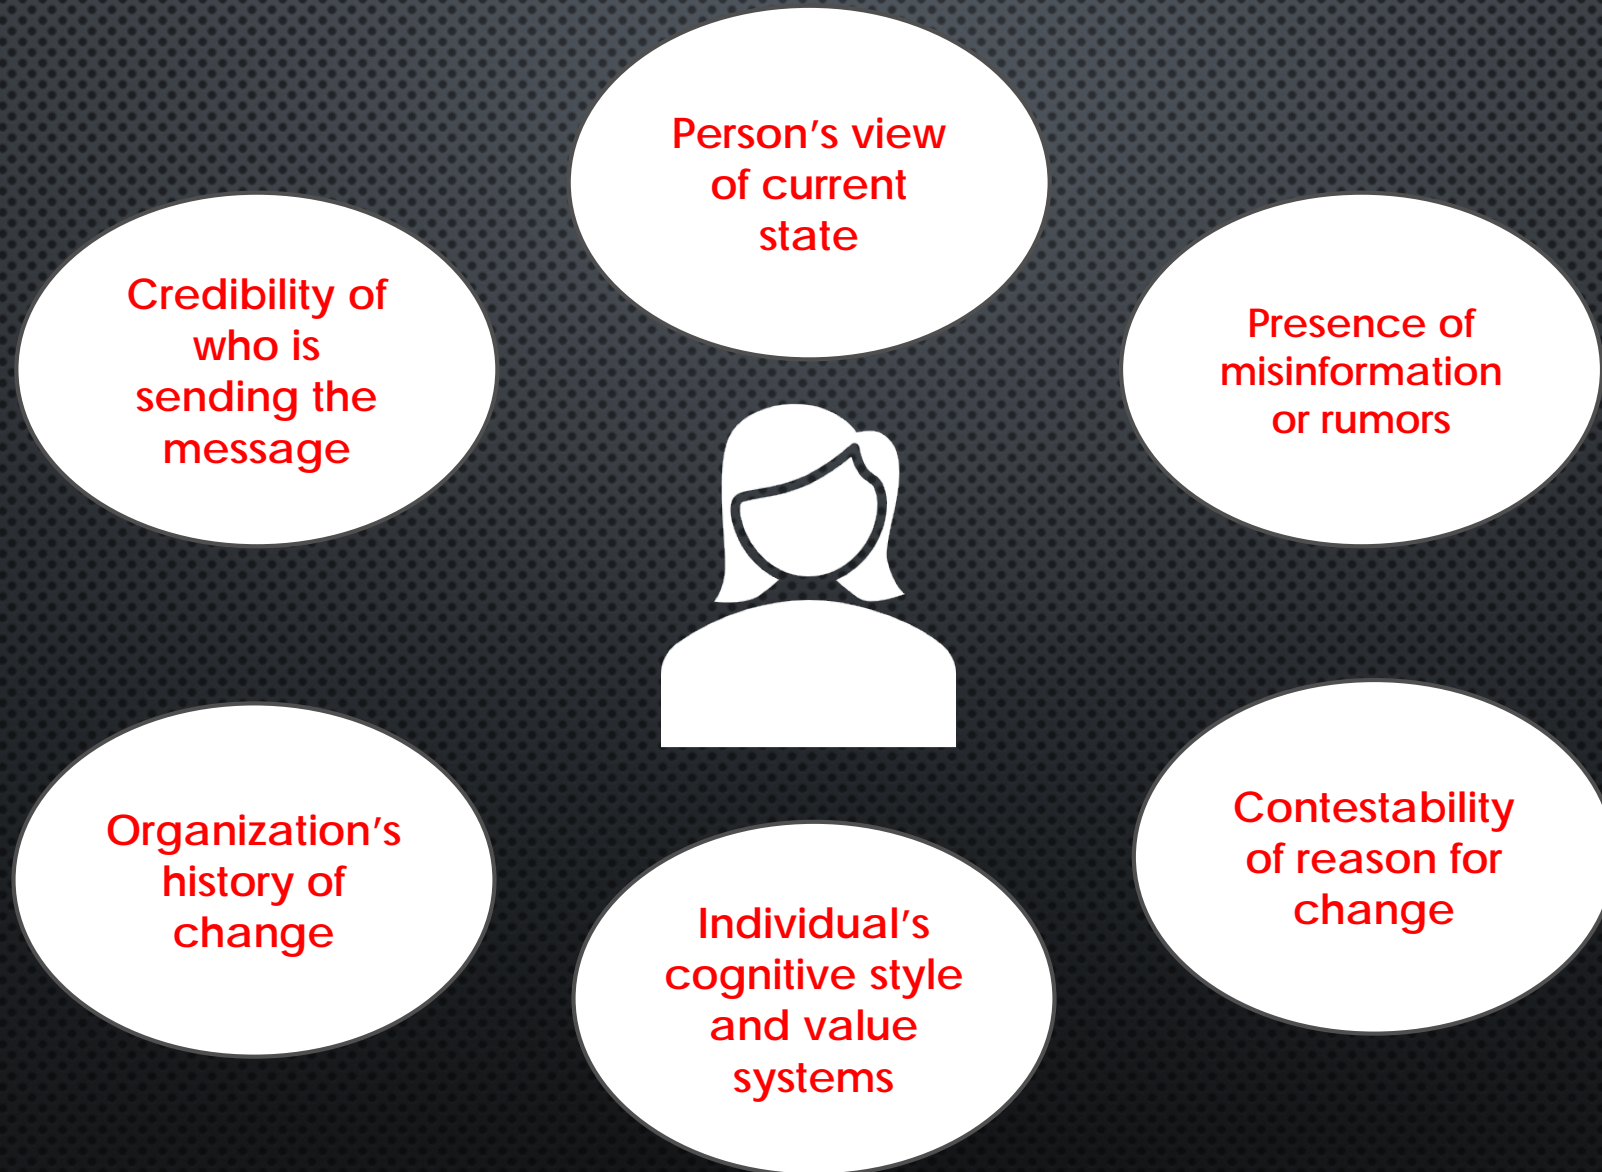 Person's view
of current
state
Credibility of
who is
sending the
message
Presence of
misinformation
or rumors
Organization's
history of
change
Contestability
of reason for
change
Individual's
cognitive style
and value
systems